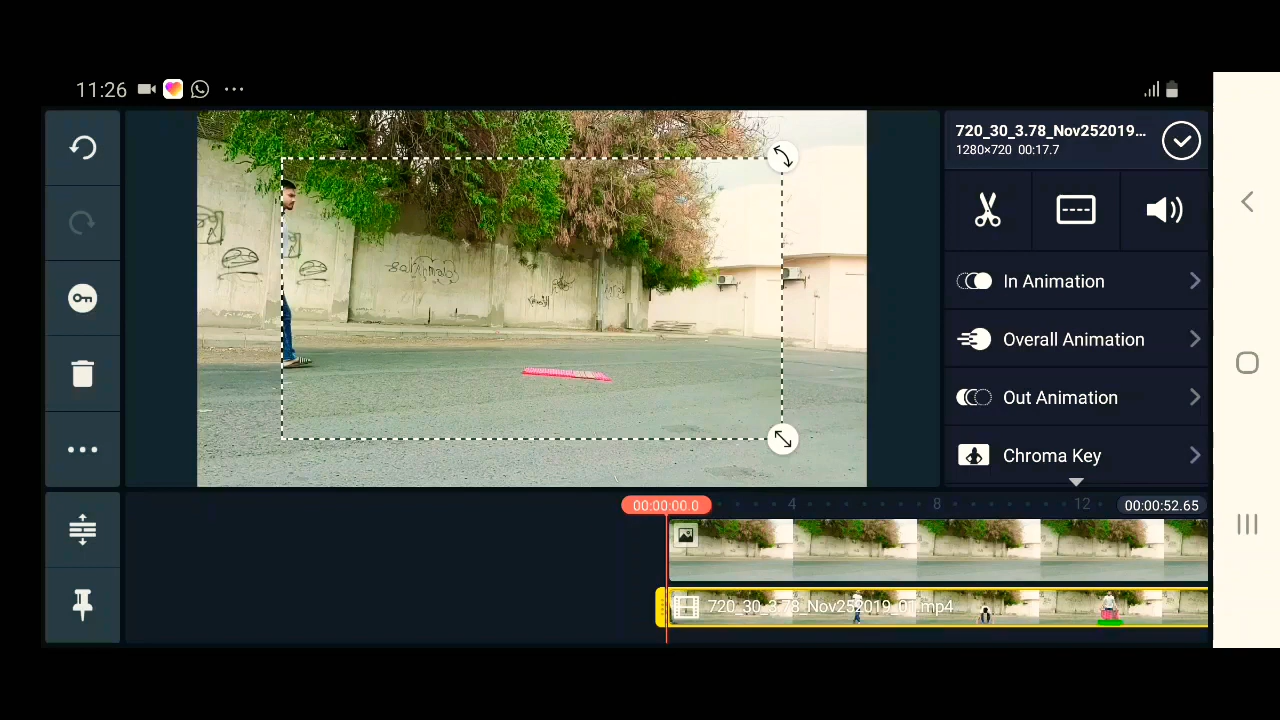 11:26
720_30_3.78_Nov252019...
1280×720 00:17.7
In Animation
Overall Animation
Out Animation
Chroma Key
00:00:00.0
4
8
12
00:00:52.65
720_30_3.78_Nov252019_01.mp4